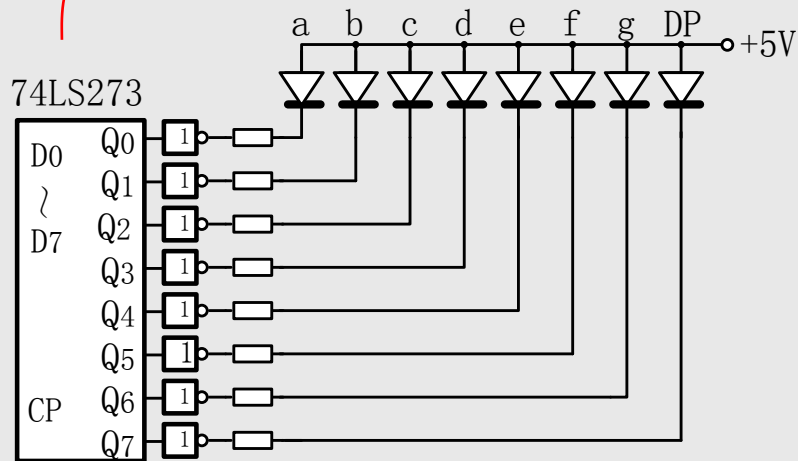 a b c d e f g DP
+5V
74LS273
D0
~
D7
CP
Q0 1
Q1 1
Q2 1
Q3 1
Q4 1
Q5 1
Q6 1
Q7 1